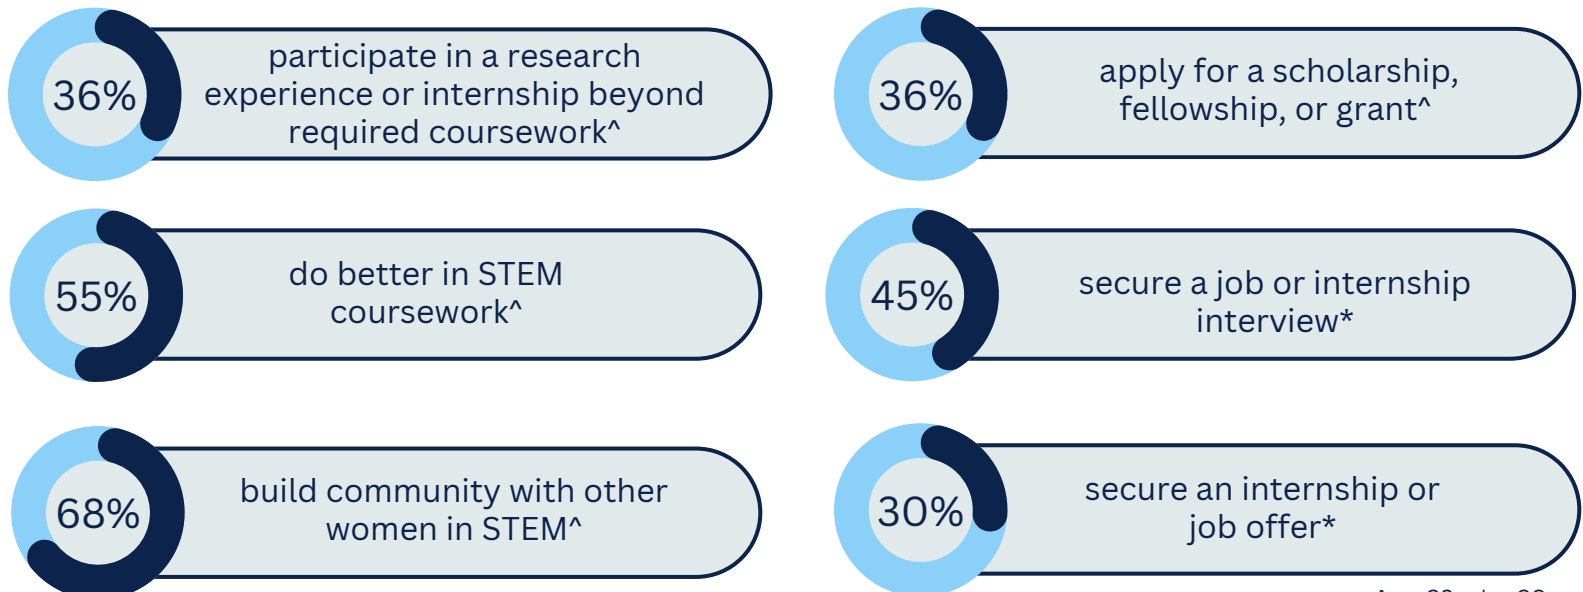 36%
participate in a research
experience or internship beyond
required coursework^
36%
apply for a scholarship,
fellowship, or grant^
55%
do better in STEM
coursework^
45%
secure a job or internship
interview*
68%
build community with other
women in STEM^
30%
secure an internship or
job offer*